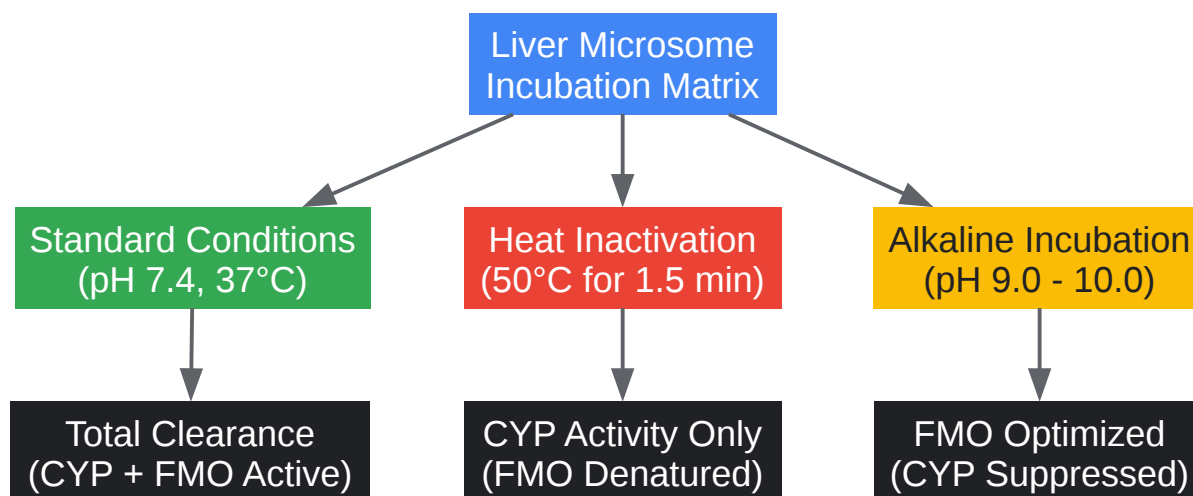 Liver Microsome
Incubation Matrix
Standard Conditions
(pH 7.4, 37°C)
Heat Inactivation
(50°C for 1.5 min)
Alkaline Incubation
(pH 9.0 - 10.0)
Total Clearance
(CYP + FMO Active)
CYP Activity Only
(FMO Denatured)
FMO Optimized
(CYP Suppressed)